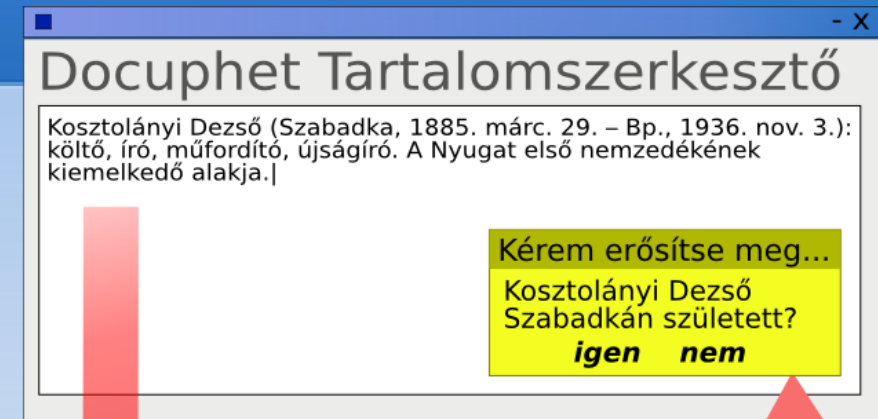 - X
Docuphet Tartalomszerkesztő
Kosztolányi Dezső (Szabadka, 1885. márc. 29. – Bp., 1936. nov. 3.):
költő, író, műfordító, újságíró. A Nyugat első nemzedékének
kiemelkedő alakja.|
Kérem erősítse meg...
Kosztolányi Dezső
Szabadkán született?
igen nem